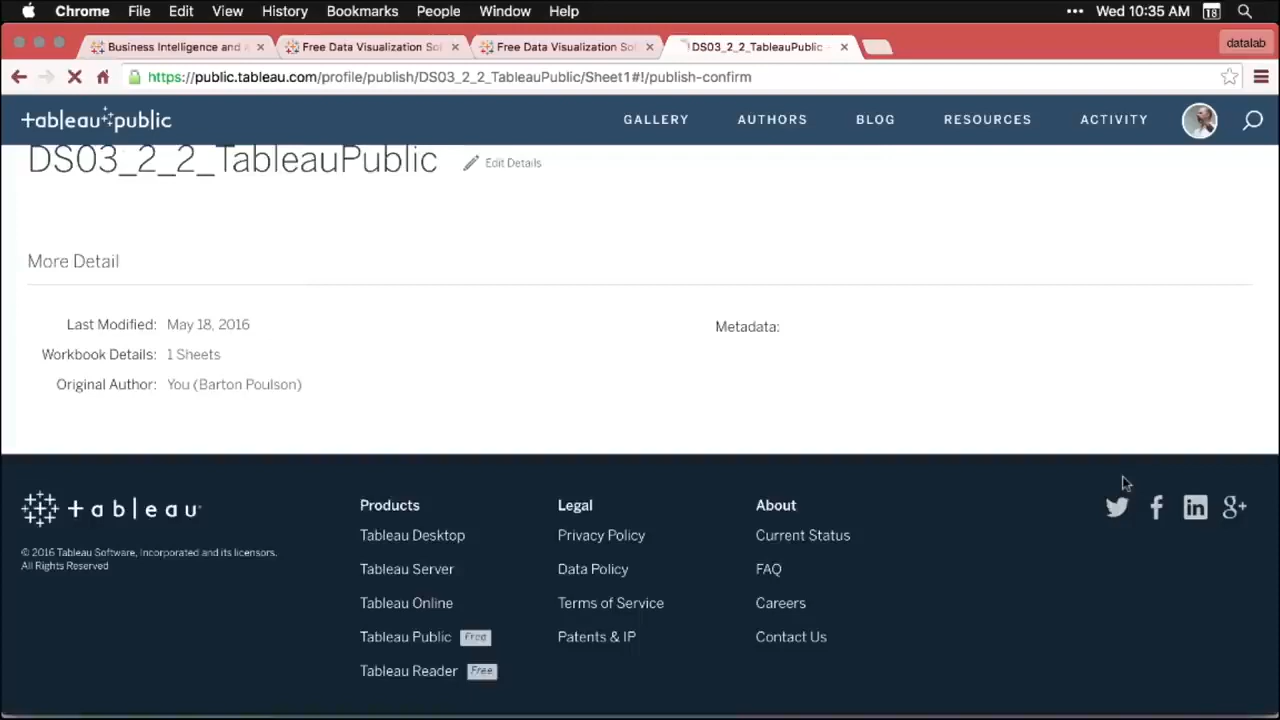 Chrome File Edit View History Bookmarks People Window Help ••• Wed 10:35 AM 18
Business Intelligence and A Free Data Visualization Sol Free Data Visualization Sol DS03_2_2_TableauPublic - datalab
https://public.tableau.com/profile/publish/DS03_2_2_TableauPublic/Sheet1#!/publish-confirm
tableau public GALLERY AUTHORS BLOG RESOURCES ACTIVITY
DS03_2_2_TableauPublic Edit Details
More Detail
Last Modified: May 18, 2016 Metadata:
Workbook Details: 1 Sheets
Original Author: You (Barton Poulson)
tableau Products Legal About
Tableau Desktop Privacy Policy Current Status
© 2016 Tableau Software, Incorporated and its licensors.
All Rights Reserved
Tableau Server Data Policy FAQ
Tableau Online Terms of Service Careers
Tableau Public Free Patents & IP Contact Us
Tableau Reader Free